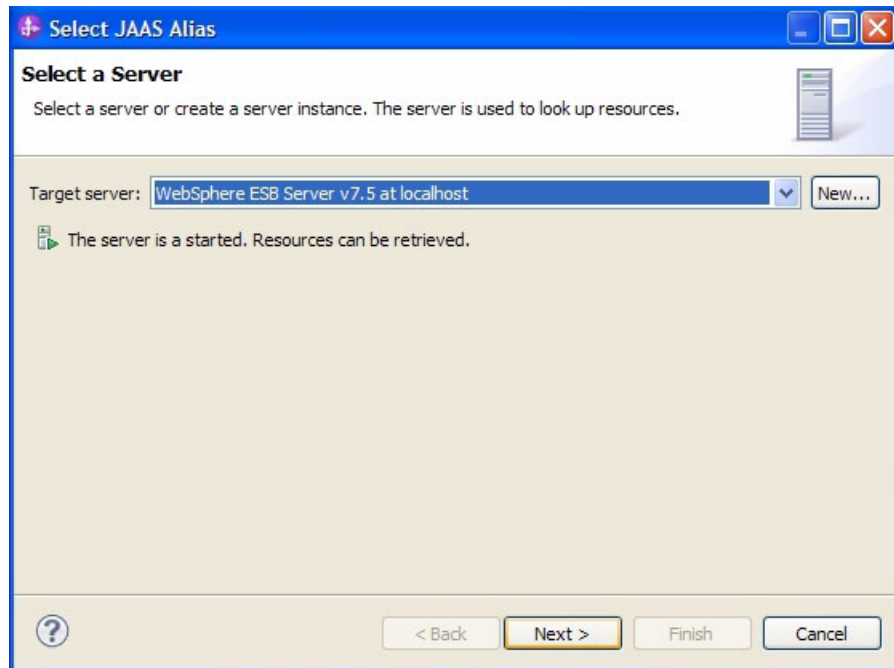 Select JAAS Alias
Select a Server
Select a server or create a server instance. The server is used to look up resources.
Target server: WebSphere ESB Server v7.5 at localhost New...
The server is a started. Resources can be retrieved.
? < Back Next > Finish Cancel